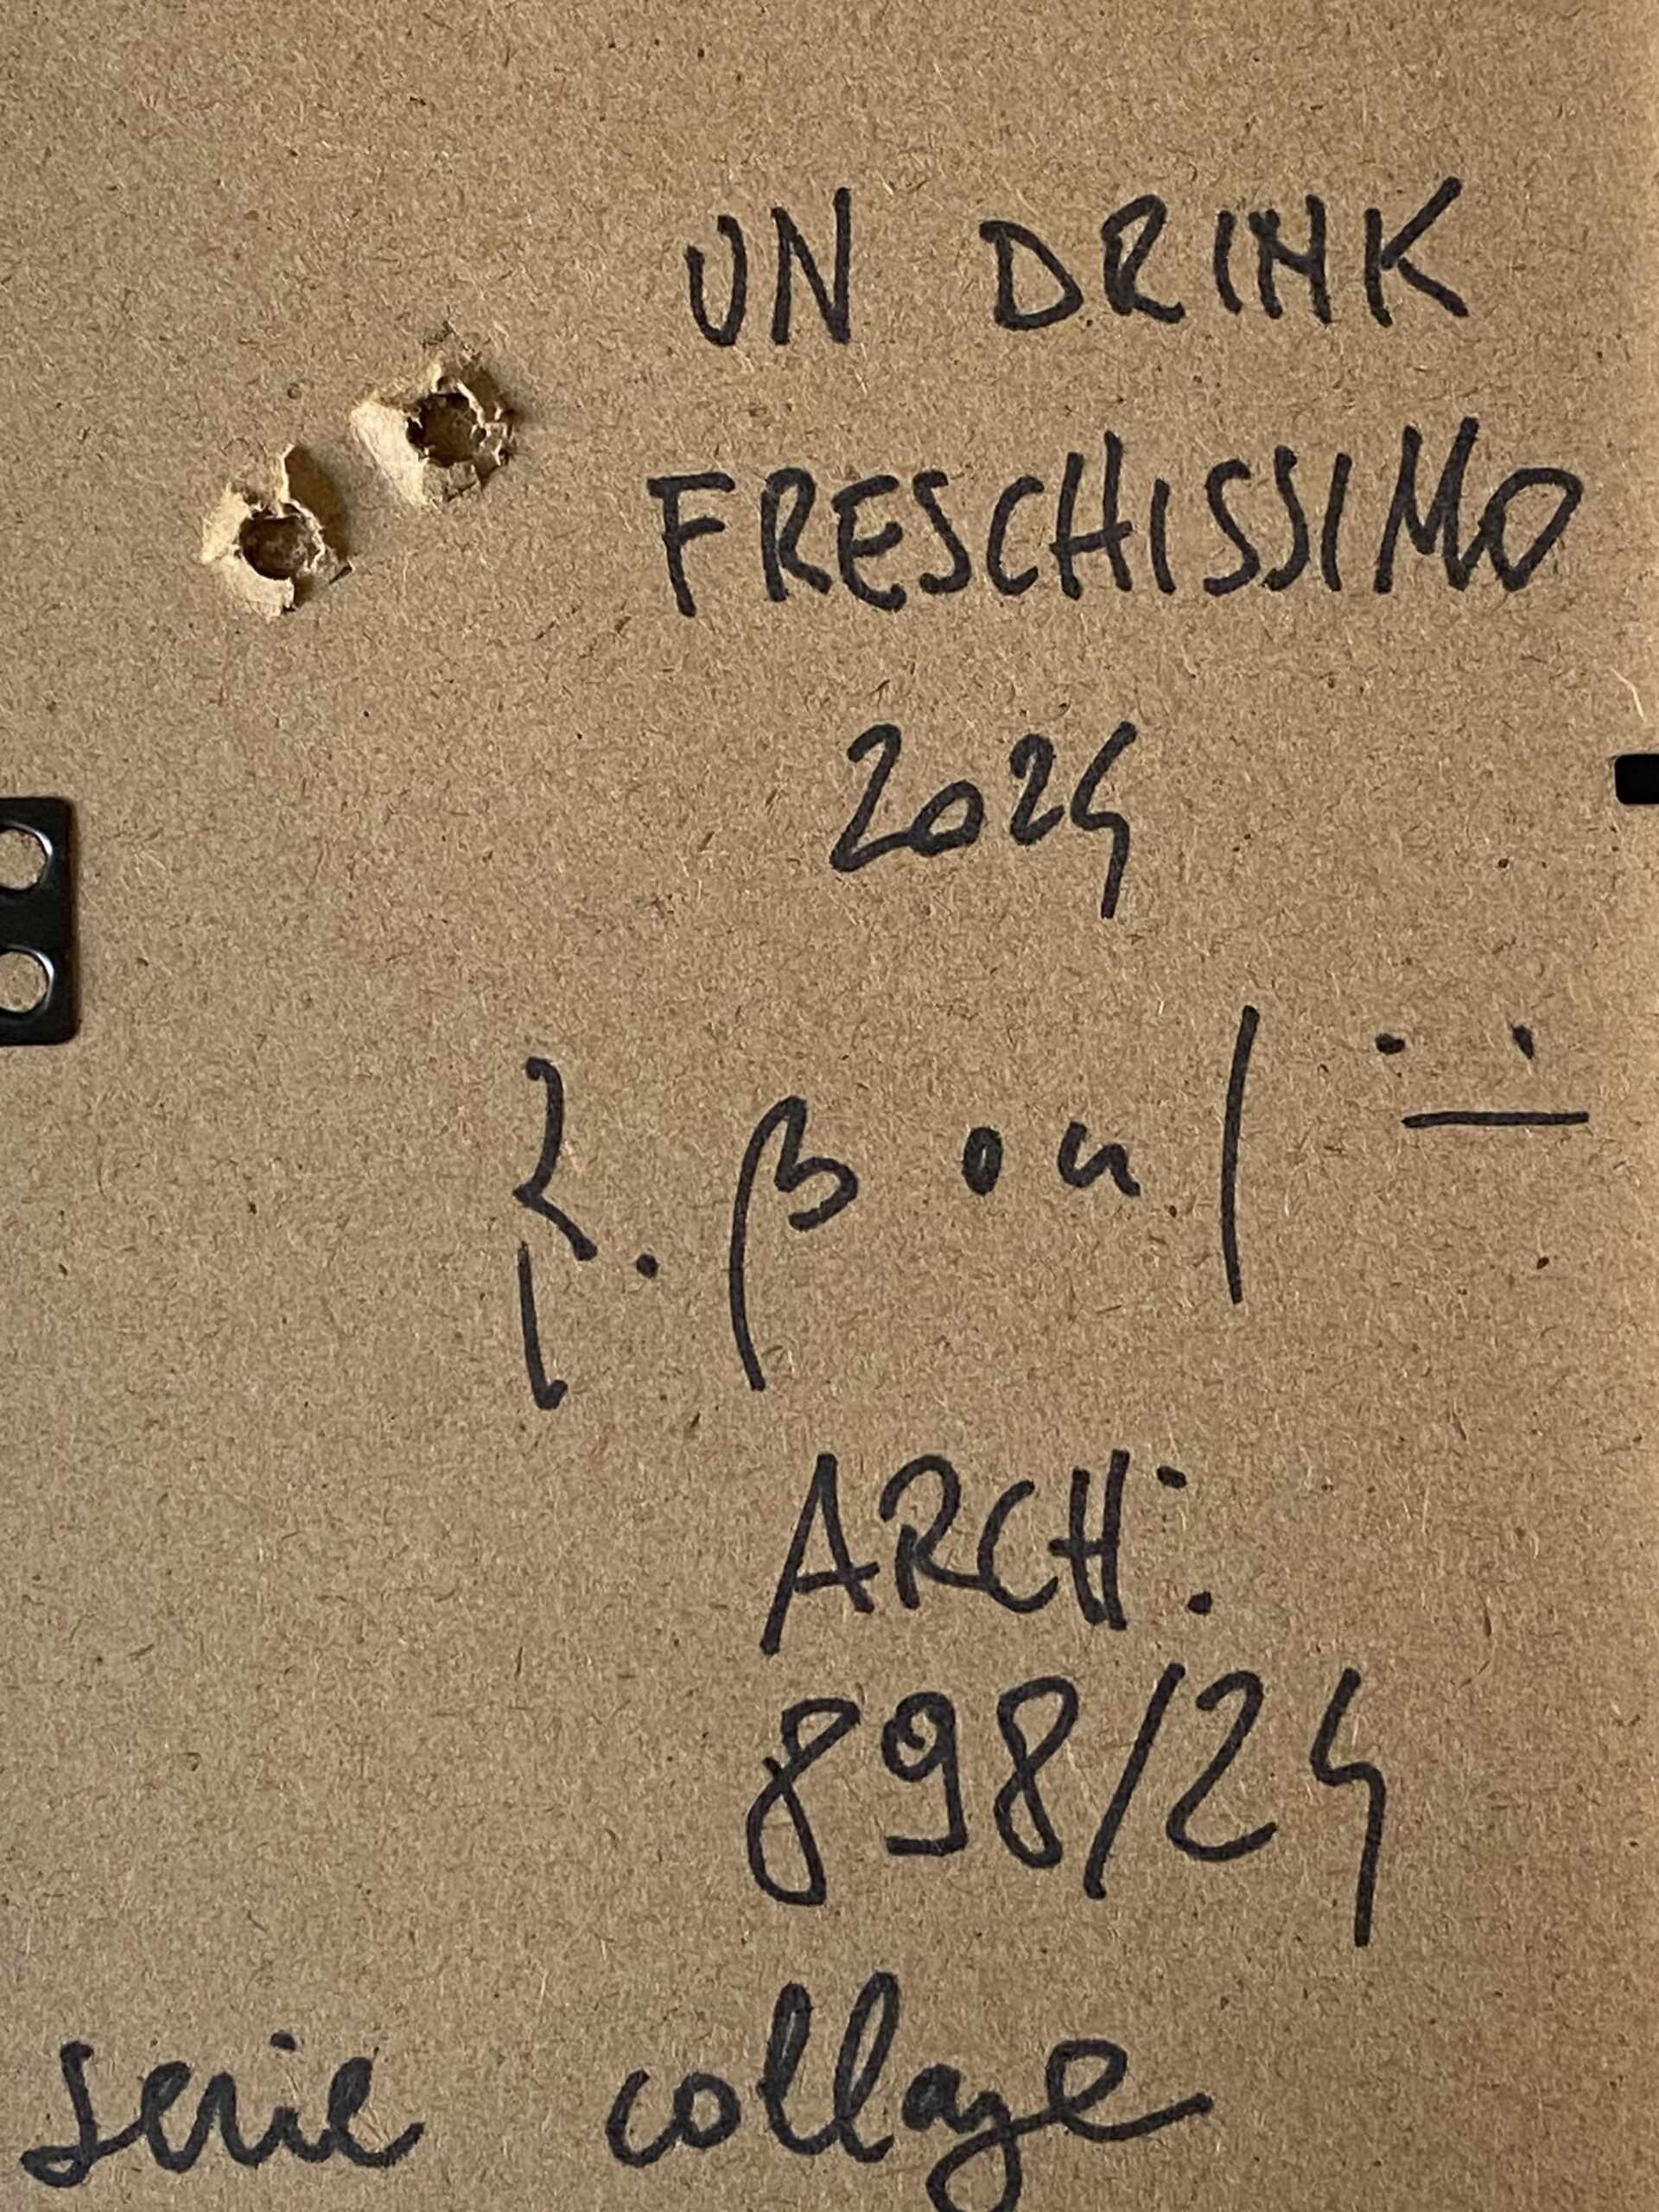 UN DRINK
FRESCHISSIMO
2024
ARCH:
898/24
serie collage